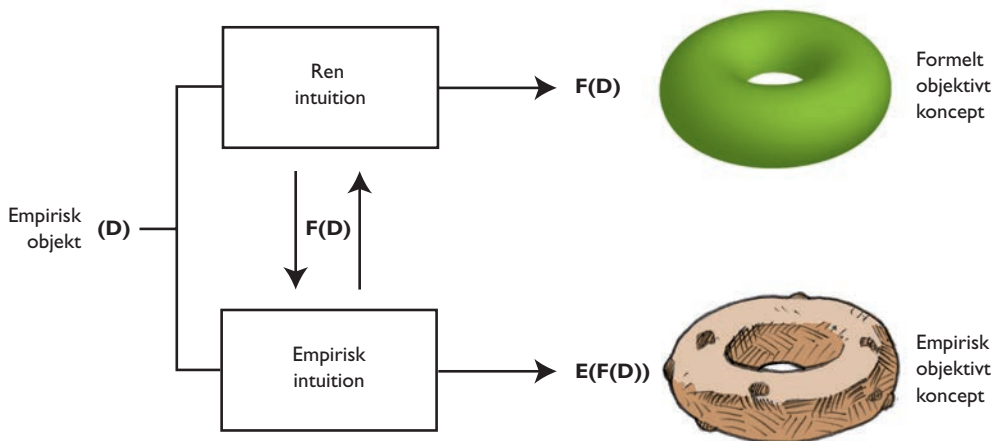 Ren
intuition
F(D)
Formelt
objektivt
koncept
Empirisk
objekt
(D)
F(D)
Empirisk
intuition
E(F(D))
Empirisk
objektivt
koncept